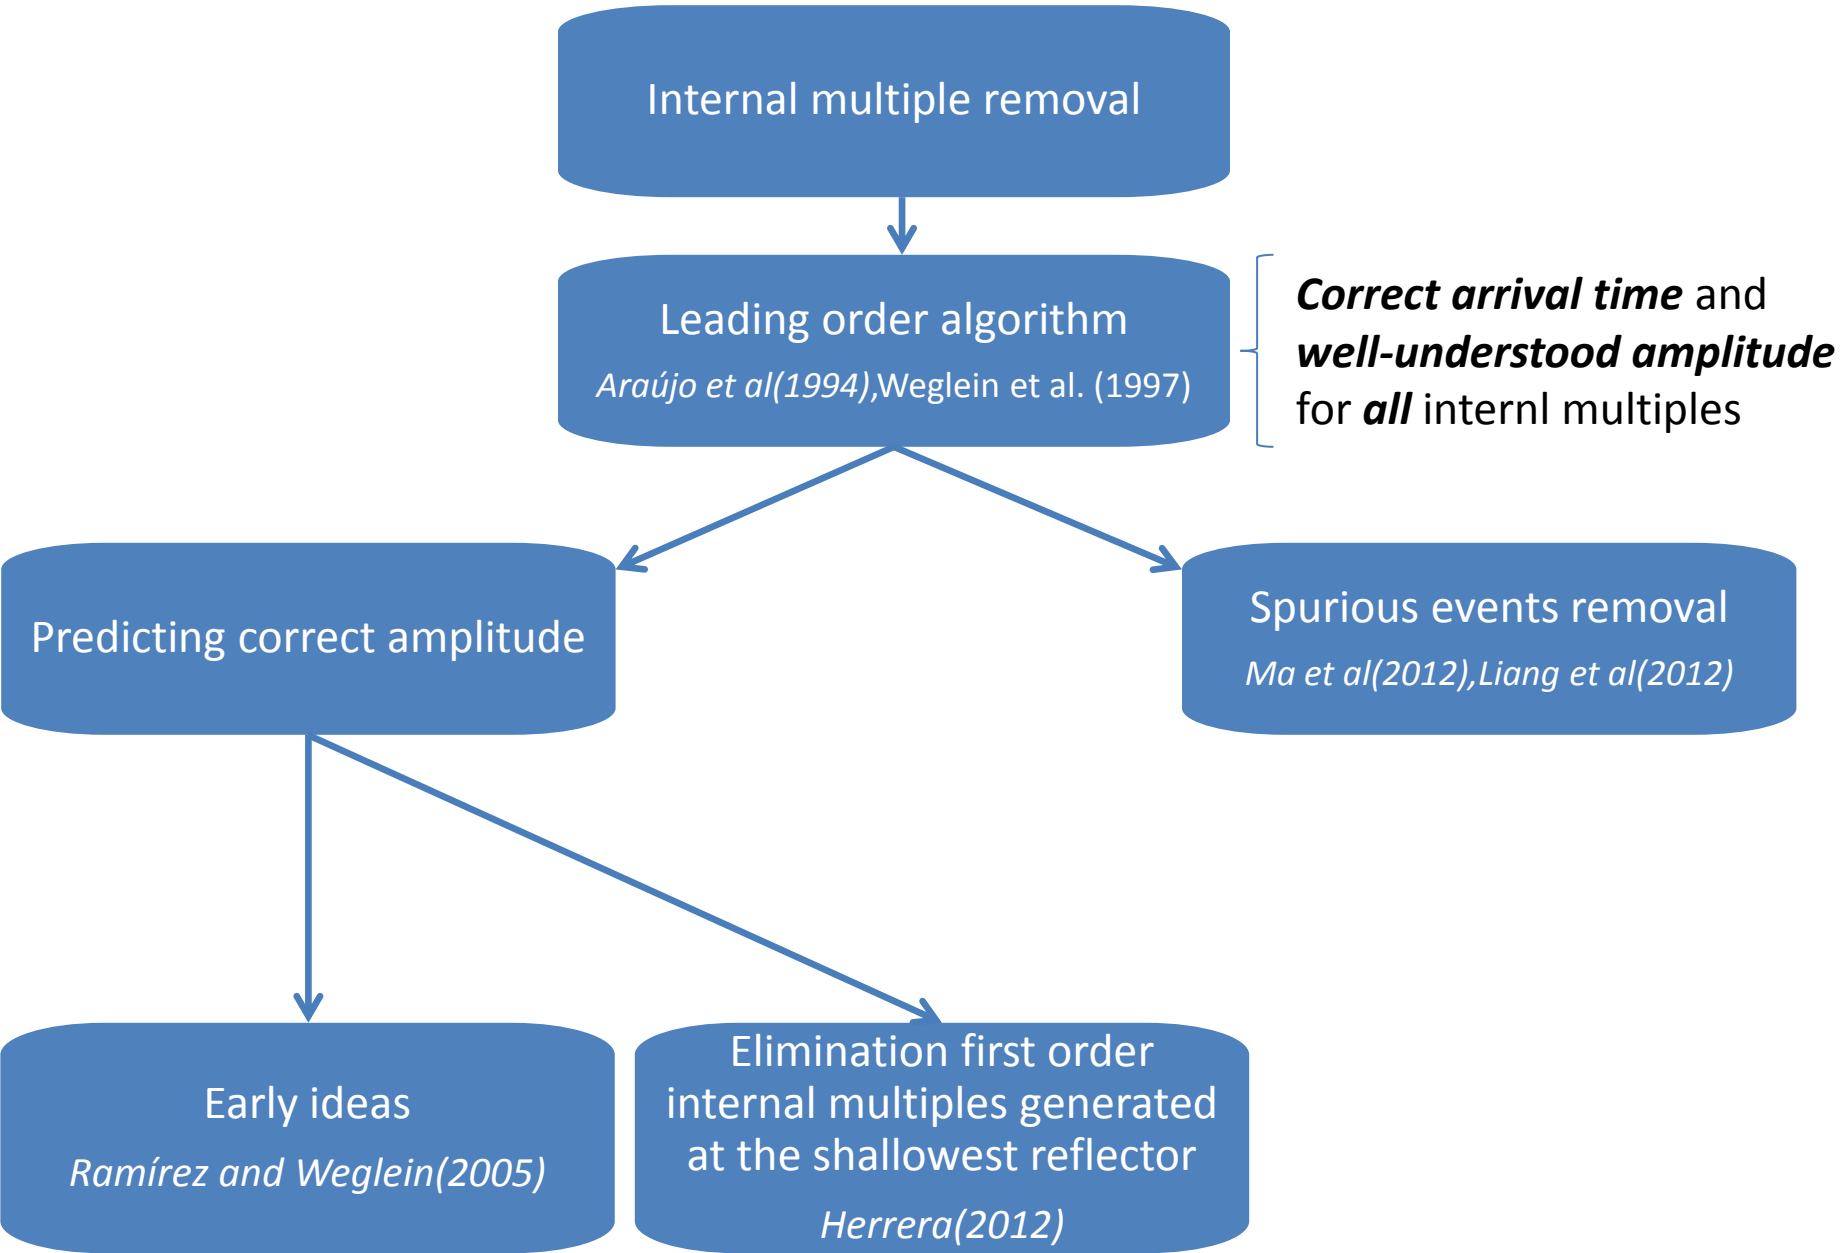 Internal multiple removal
Leading order algorithm
Araújo et al(1994),Weglein et al. (1997)
Correct arrival time and
well-understood amplitude
for all internl multiples
Predicting correct amplitude
Spurious events removal
Ma et al(2012),Liang et al(2012)
Early ideas
Ramírez and Weglein(2005)
Elimination first order
internal multiples generated
at the shallowest reflector
Herrera(2012)